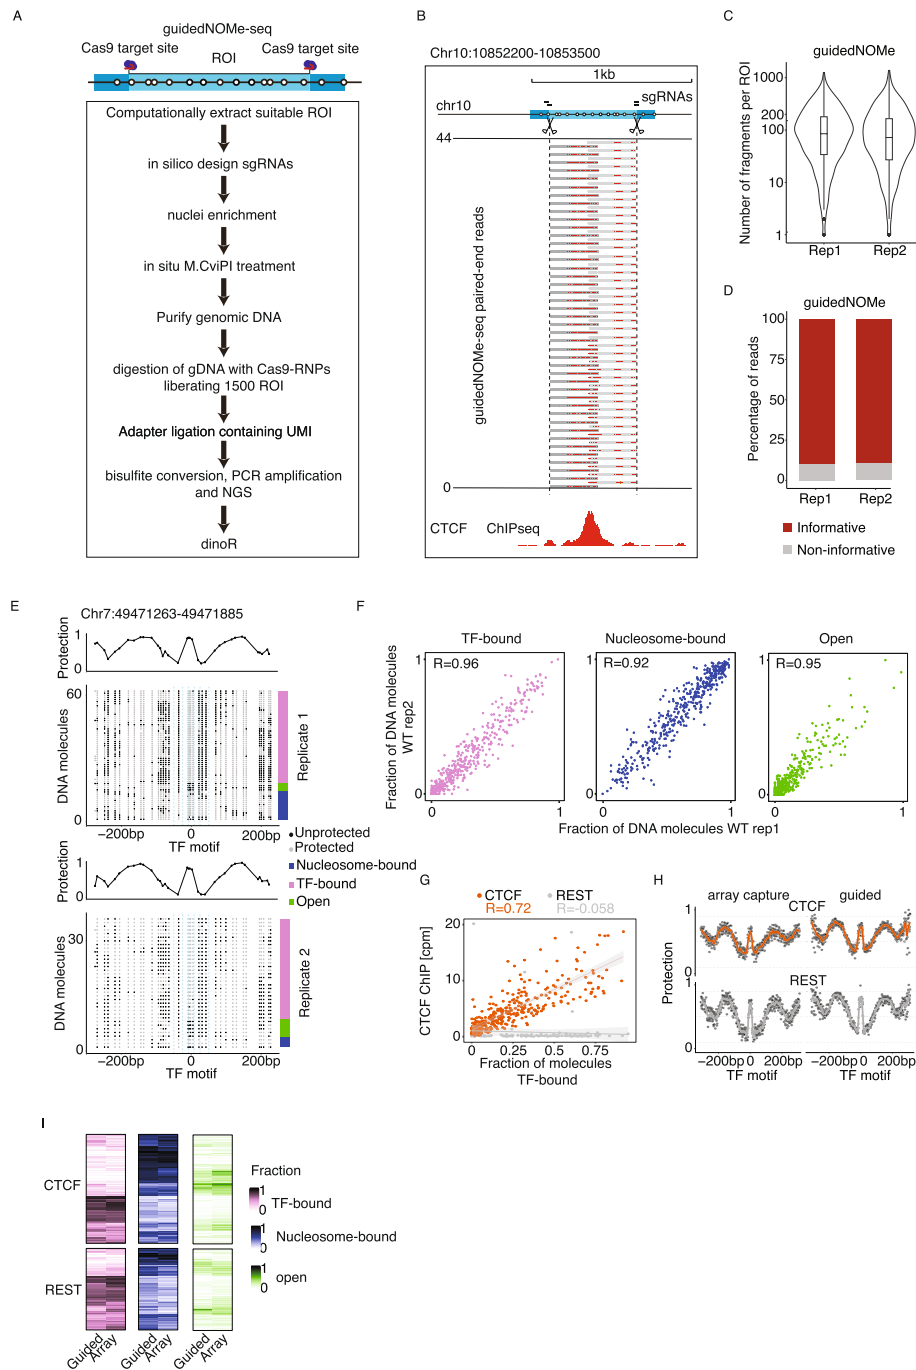 A
guidedNOMe-seq
Cas9 target site
Cas9 target site
ROI
Computationally extract suitable ROI
in silico design sgRNAs
nuclei enrichment
in situ M.CviPI treatment
Purify genomic DNA
digestion of gDNA with Cas9-RNPs
liberating 1500 ROI
Adapter ligation containing UMI
bisulfite conversion, PCR amplification
and NGS
dinoR
B
Chr10:10852200-10853500
1kb
sgRNAs
chr10
44
guidedNOMe-seq paired-end reads
0
CTCF ChIPseq
C
guidedNOMe
Number of fragments per ROI
1000
200
100
10
1
Rep1 Rep2
D
guidedNOMe
Percentage of reads
100
75
50
25
0
Rep1 Rep2
Informative
Non-informative
E
Chr7:49471263-49471885
Protection
1
0
DNA molecules
60
0
Replicate 1
−200bp 0 200bp
TF motif
Unprotected
Protected
Nucleosome-bound
TF-bound
Open
Protection
1
0
DNA molecules
30
0
Replicate 2
−200bp 0 200bp
TF motif
F
TF-bound Nucleosome-bound Open
R=0.96 R=0.92 R=0.95
Fraction of DNA molecules
WT rep2
1
0
0 1
1
0
0 1
1
0
0 1
Fraction of DNA molecules WT rep1
G
CTCF REST
R=0.72 R=-0.058
CTCF ChIP [cpm]
20
10
0
0 0.25 0.50 0.75
Fraction of molecules
TF-bound
H
array capture guided
CTCF
REST
Protection
1
0
1
0
−200bp 0 200bp −200bp 0 200bp
TF motif TF motif
I
CTCF
REST
Guided
Array
Guided
Array
Guided
Array
Fraction
1
0
TF-bound
1
0
Nucleosome-bound
1
0
open